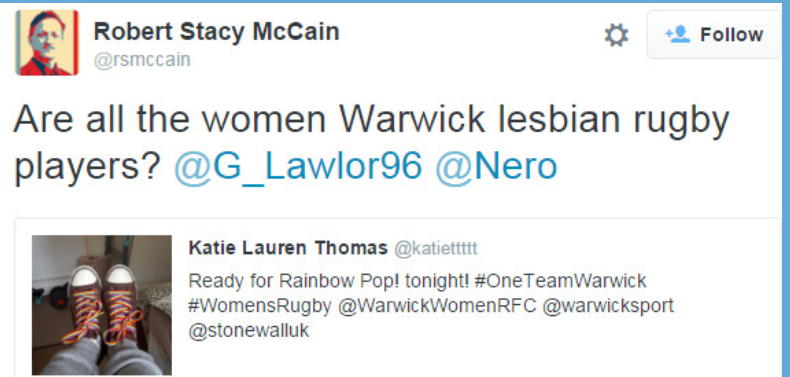 Robert Stacy McCain
@rsmccain
Follow
Are all the women Warwick lesbian rugby
players? @G_Lawlor96 @Nero
Katie Lauren Thomas @katiettttt
Ready for Rainbow Pop! tonight! #OneTeamWarwick
#WomensRugby @WarwickWomenRFC @warwicksport
@stonewalluk